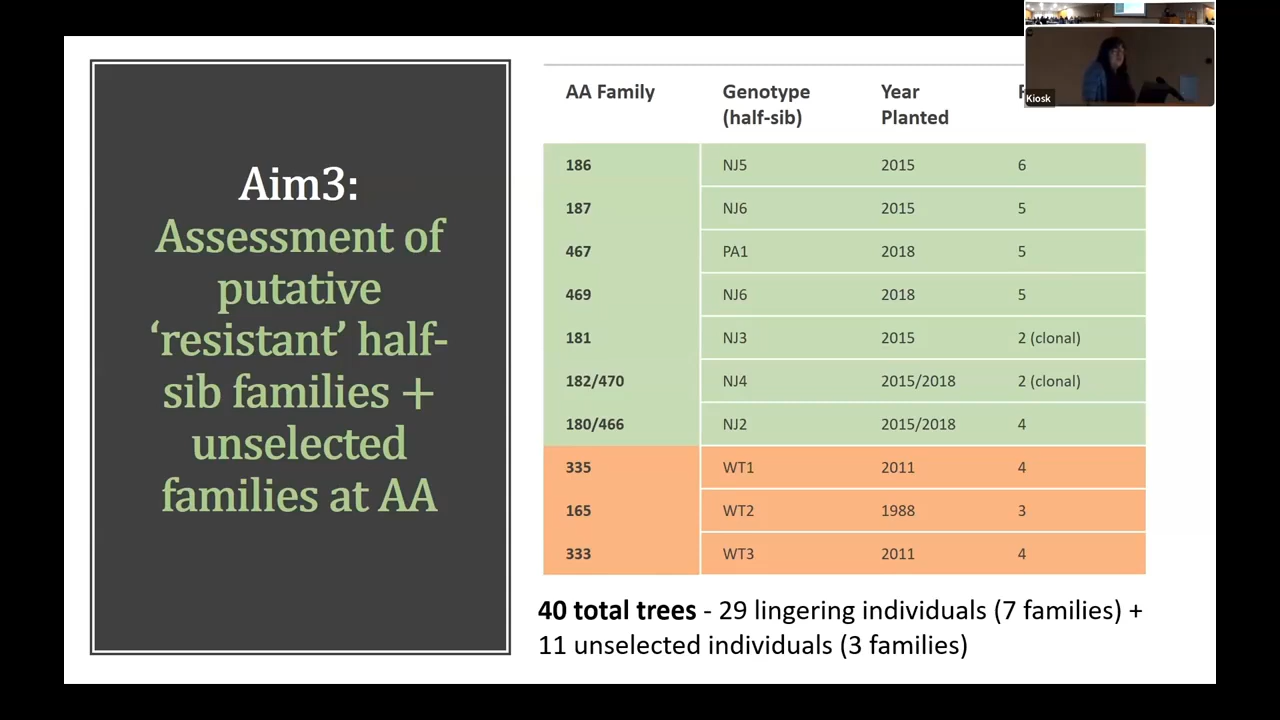 Aim3:
Assessment of
putative
‘resistant’ half-
sib families +
unselected
families at AA
AA Family Genotype (half-sib) Year Planted
186 NJ5 2015 6
187 NJ6 2015 5
467 PA1 2018 5
469 NJ6 2018 5
181 NJ3 2015 2 (clonal)
182/470 NJ4 2015/2018 2 (clonal)
180/466 NJ2 2015/2018 4
335 WT1 2011 4
165 WT2 1988 3
333 WT3 2011 4
40 total trees - 29 lingering individuals (7 families) +
11 unselected individuals (3 families)
Kiosk